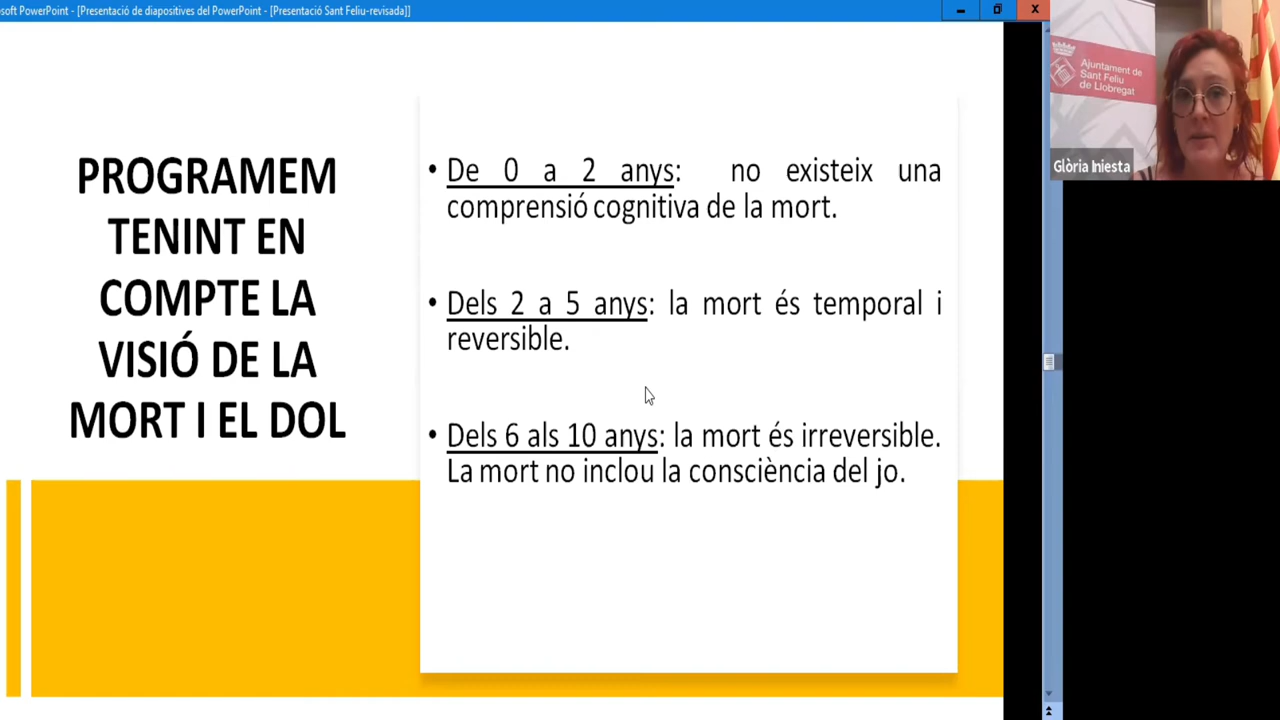 soft PowerPoint - [Presentació de diapositives del PowerPoint - [Presentació Sant Feliu-revisada]]
PROGRAMEM
TENINT EN
COMPTE LA
VISIÓ DE LA
MORT I EL DOL
• De 0 a 2 anys: no existeix una
comprensió cognitiva de la mort.
• Dels 2 a 5 anys: la mort és temporal i
reversible.
• Dels 6 als 10 anys: la mort és irreversible.
La mort no inclou la consciència del jo.
Ajuntament de
Sant Feliu
de Llobregat
Glòria Iniesta